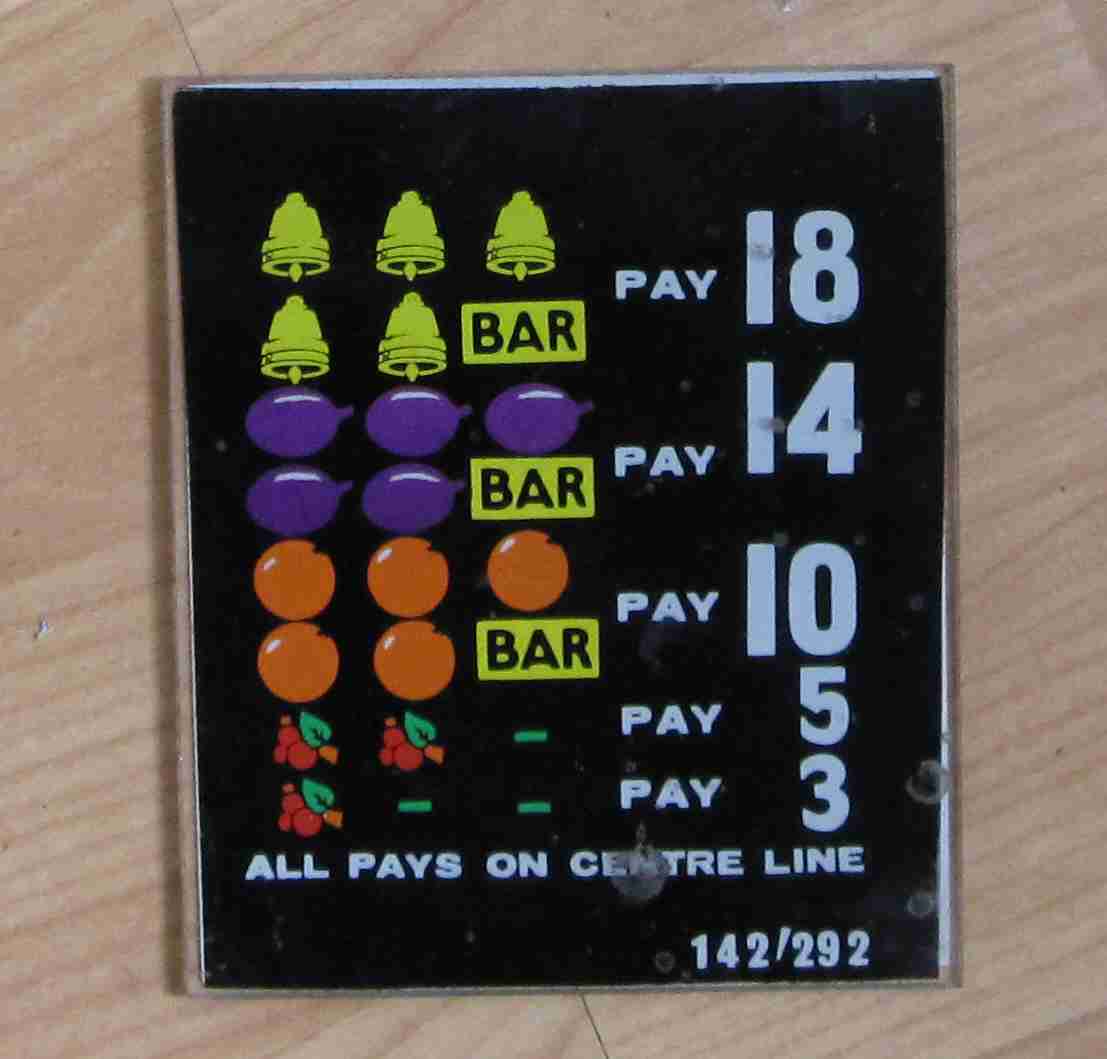 PAY 18
BAR
PAY 14
BAR
PAY 10
BAR
PAY 5
PAY 3
ALL PAYS ON CENTRE LINE
142/292